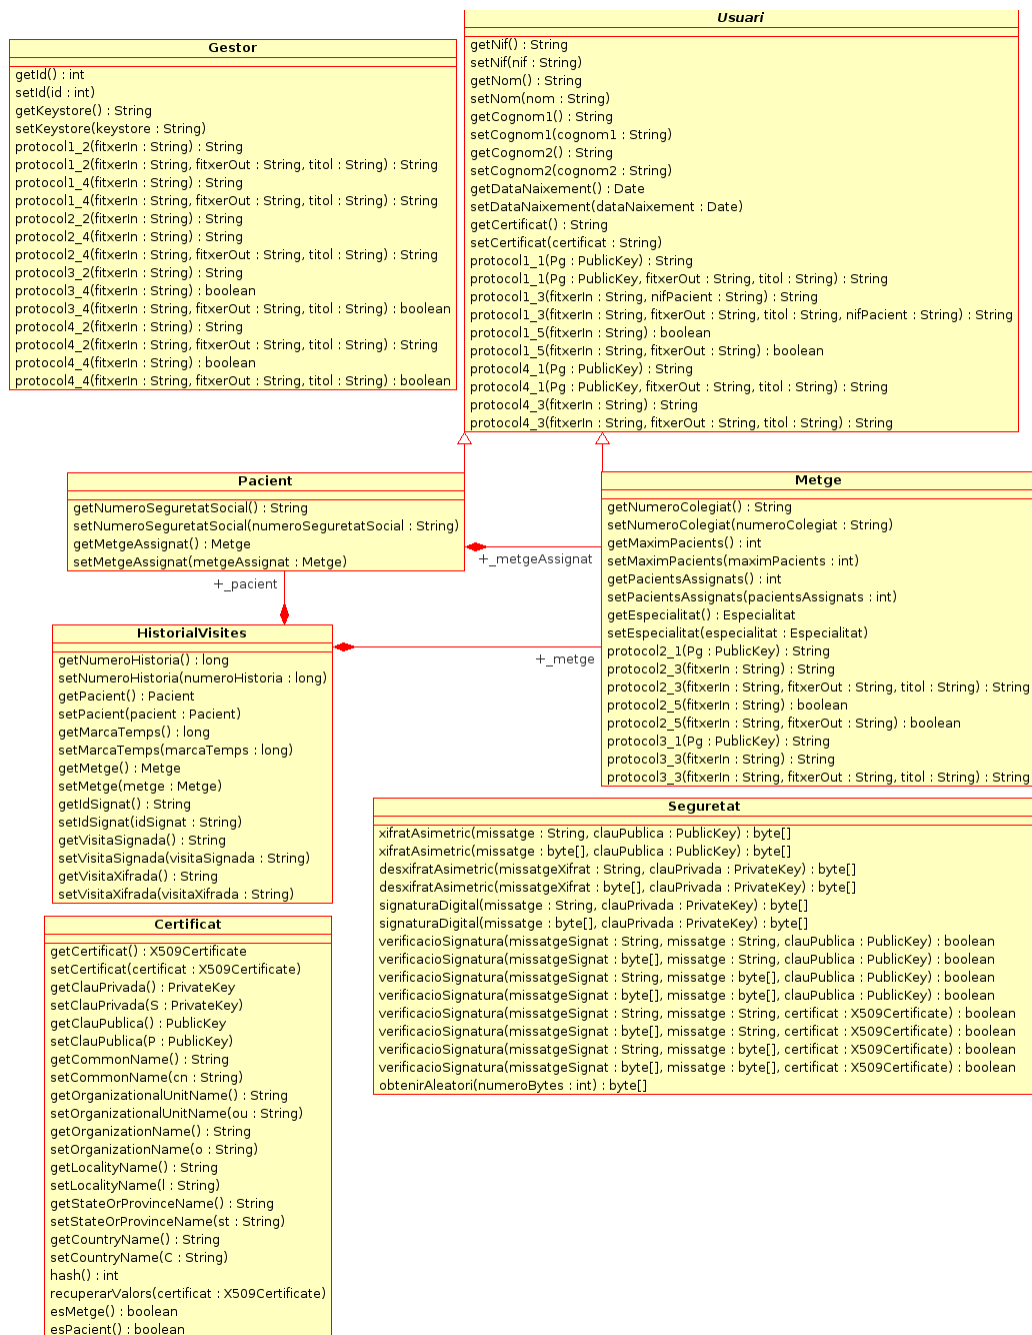 Usuari
getNif() : String
setNif(nif : String)
getNom() : String
setNom(nom : String)
getCognom1() : String
setCognom1(cognom1 : String)
getCognom2() : String
setCognom2(cognom2 : String)
getDataNaixement() : Date
setDataNaixement(dataNaixement : Date)
getCertificat() : String
setCertificat(certificat : String)
protocol1_1(Pg : PublicKey) : String
protocol1_1(Pg : PublicKey, fitxerOut : String, titol : String) : String
protocol1_3(fitxerIn : String, nifPacient : String) : String
protocol1_3(fitxerIn : String, fitxerOut : String, titol : String, nifPacient : String) : String
protocol1_5(fitxerIn : String) : boolean
protocol1_5(fitxerIn : String, fitxerOut : String) : boolean
protocol4_1(Pg : PublicKey) : String
protocol4_1(Pg : PublicKey, fitxerOut : String, titol : String) : String
protocol4_3(fitxerIn : String) : String
protocol4_3(fitxerIn : String, fitxerOut : String, titol : String) : String
Gestor
getId() : int
setId(id : int)
getKeystore() : String
setKeystore(keystore : String)
protocol1_2(fitxerIn : String) : String
protocol1_2(fitxerIn : String, fitxerOut : String, titol : String) : String
protocol1_4(fitxerIn : String) : String
protocol1_4(fitxerIn : String, fitxerOut : String, titol : String) : String
protocol2_2(fitxerIn : String) : String
protocol2_4(fitxerIn : String) : String
protocol2_4(fitxerIn : String, fitxerOut : String, titol : String) : String
protocol3_2(fitxerIn : String) : String
protocol3_4(fitxerIn : String) : boolean
protocol3_4(fitxerIn : String, fitxerOut : String, titol : String) : boolean
protocol4_2(fitxerIn : String) : String
protocol4_2(fitxerIn : String, fitxerOut : String, titol : String) : String
protocol4_4(fitxerIn : String) : boolean
protocol4_4(fitxerIn : String, fitxerOut : String, titol : String) : boolean
Pacient
getNumeroSeguretatSocial() : String
setNumeroSeguretatSocial(numeroSeguretatSocial : String)
getMetgeAssignat() : Metge
setMetgeAssignat(metgeAssignat : Metge)
+_metgeAssignat
+_pacient
Metge
getNumeroColegiat() : String
setNumeroColegiat(numeroColegiat : String)
getMaximPacients() : int
setMaximPacients(maximPacients : int)
getPacientsAssignats() : int
setPacientsAssignats(pacientsAssignats : int)
getEspecialitat() : Especialitat
setEspecialitat(especialitat : Especialitat)
protocol2_1(Pg : PublicKey) : String
protocol2_3(fitxerIn : String) : String
protocol2_3(fitxerIn : String, fitxerOut : String, titol : String) : String
protocol2_5(fitxerIn : String) : boolean
protocol2_5(fitxerIn : String, fitxerOut : String) : boolean
protocol3_1(Pg : PublicKey) : String
protocol3_3(fitxerIn : String) : String
protocol3_3(fitxerIn : String, fitxerOut : String, titol : String) : String
+_metge
HistorialVisites
getNumeroHistoria() : long
setNumeroHistoria(numeroHistoria : long)
getPacient() : Pacient
setPacient(pacient : Pacient)
getMarcaTemps() : long
setMarcaTemps(marcaTemps : long)
getMetge() : Metge
setMetge(metge : Metge)
getIdSignat() : String
setIdSignat(idSignat : String)
getVisitaSignada() : String
setVisitaSignada(visitaSignada : String)
getVisitaXifrada() : String
setVisitaXifrada(visitaXifrada : String)
Seguretat
xifratAsimetric(missatge : String, clauPublica : PublicKey) : byte[]
xifratAsimetric(missatge : byte[], clauPublica : PublicKey) : byte[]
desxifratAsimetric(missatgeXifrat : String, clauPrivada : PrivateKey) : byte[]
desxifratAsimetric(missatgeXifrat : byte[], clauPrivada : PrivateKey) : byte[]
signaturaDigital(missatge : String, clauPrivada : PrivateKey) : byte[]
signaturaDigital(missatge : byte[], clauPrivada : PrivateKey) : byte[]
verificacioSignatura(missatgeSignat : String, missatge : String, clauPublica : PublicKey) : boolean
verificacioSignatura(missatgeSignat : byte[], missatge : String, clauPublica : PublicKey) : boolean
verificacioSignatura(missatgeSignat : String, missatge : byte[], clauPublica : PublicKey) : boolean
verificacioSignatura(missatgeSignat : byte[], missatge : byte[], clauPublica : PublicKey) : boolean
verificacioSignatura(missatgeSignat : String, missatge : String, certificat : X509Certificate) : boolean
verificacioSignatura(missatgeSignat : byte[], missatge : String, certificat : X509Certificate) : boolean
verificacioSignatura(missatgeSignat : String, missatge : byte[], certificat : X509Certificate) : boolean
verificacioSignatura(missatgeSignat : byte[], missatge : byte[], certificat : X509Certificate) : boolean
obtenirAleatori(numeroBytes : int) : byte[]
Certificat
getCertificat() : X509Certificate
setCertificat(certificat : X509Certificate)
getClauPrivada() : PrivateKey
setClauPrivada(S : PrivateKey)
getClauPublica() : PublicKey
setClauPublica(P : PublicKey)
getCommonName() : String
setCommonName(cn : String)
getOrganizationalUnitName() : String
setOrganizationalUnitName(ou : String)
getOrganizationName() : String
setOrganizationName(o : String)
getLocalityName() : String
setLocalityName(l : String)
getStateOrProvinceName() : String
setStateOrProvinceName(st : String)
getCountryName() : String
setCountryName(C : String)
hash() : int
recuperarValors(certificat : X509Certificate)
esMetge() : boolean
esPacient() : boolean